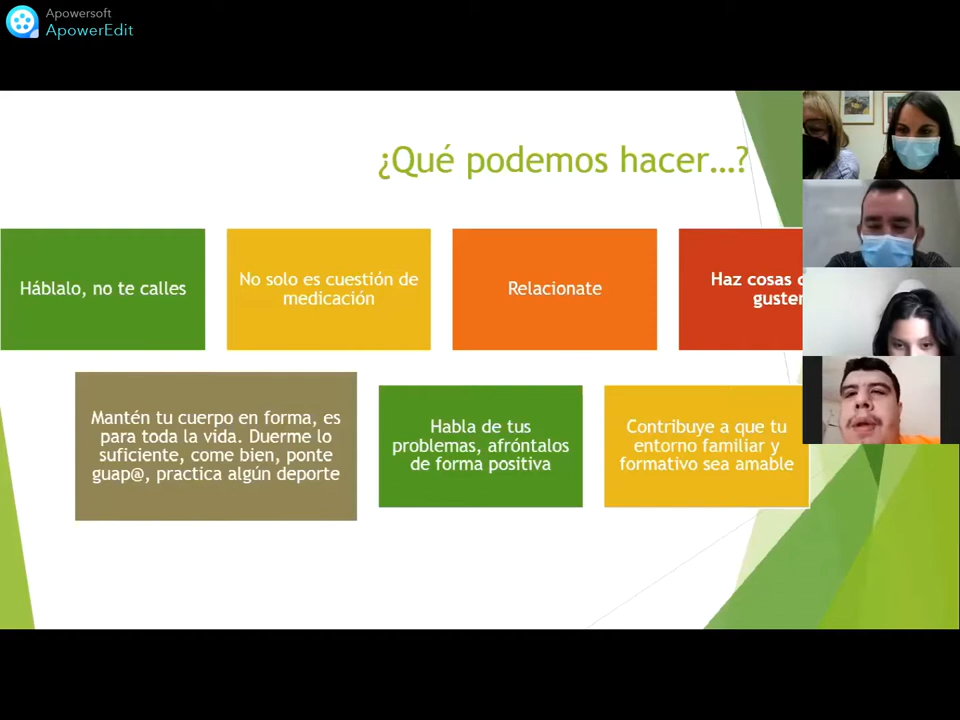 Apowersoft
ApowerEdit
¿Qué podemos hacer...?
Háblalo, no te calles
No solo es cuestión de
medicación
Relacionate
Haz cosas
guste
Mantén tu cuerpo en forma, es
para toda la vida. Duerme lo
suficiente, come bien, ponte
guap@, practica algún deporte
Habla de tus
problemas, afróntalos
de forma positiva
Contribuye a que tu
entorno familiar y
formativo sea amable